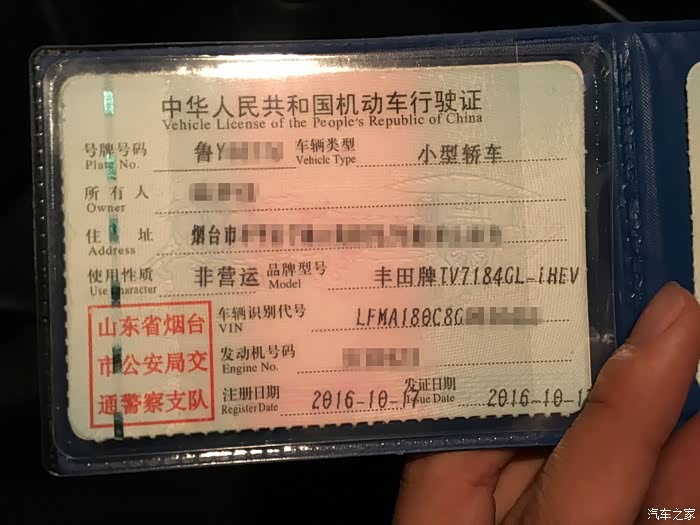 中华人民共和国机动车行驶证
Vehicle License of the People's Republic of China
号牌号码 鲁Y 车辆类型 小型轿车
Plate No. Vehicle Type
所有人
Owner
住址 烟台市
Address
使用性质 非营运 品牌型号 丰田牌TV7184GL-iHEV
Use Character Model
山东省烟台
市公安局交
通警察支队
车辆识别代号 LFMA180C8G
VIN
发动机号码
Engine No.
注册日期 2016-10-17 发证日期 2016-10-1
Register Date Issue Date
汽车之家